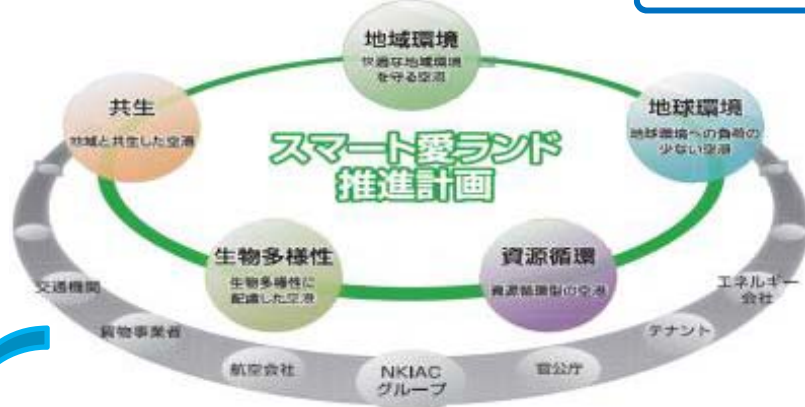 地域環境
快適な地域環境
を守る空港
共生
地域と共生した空港
地球環境
地球環境への負荷の
少ない空港
スマート愛ランド
推進計画
生物多様性
生物多様性に
配慮した空港
資源循環
資源循環型の空港
交通機関
貨物事業者
航空会社
NKIAC
グループ
官公庁
テナント
エネルギー
会社